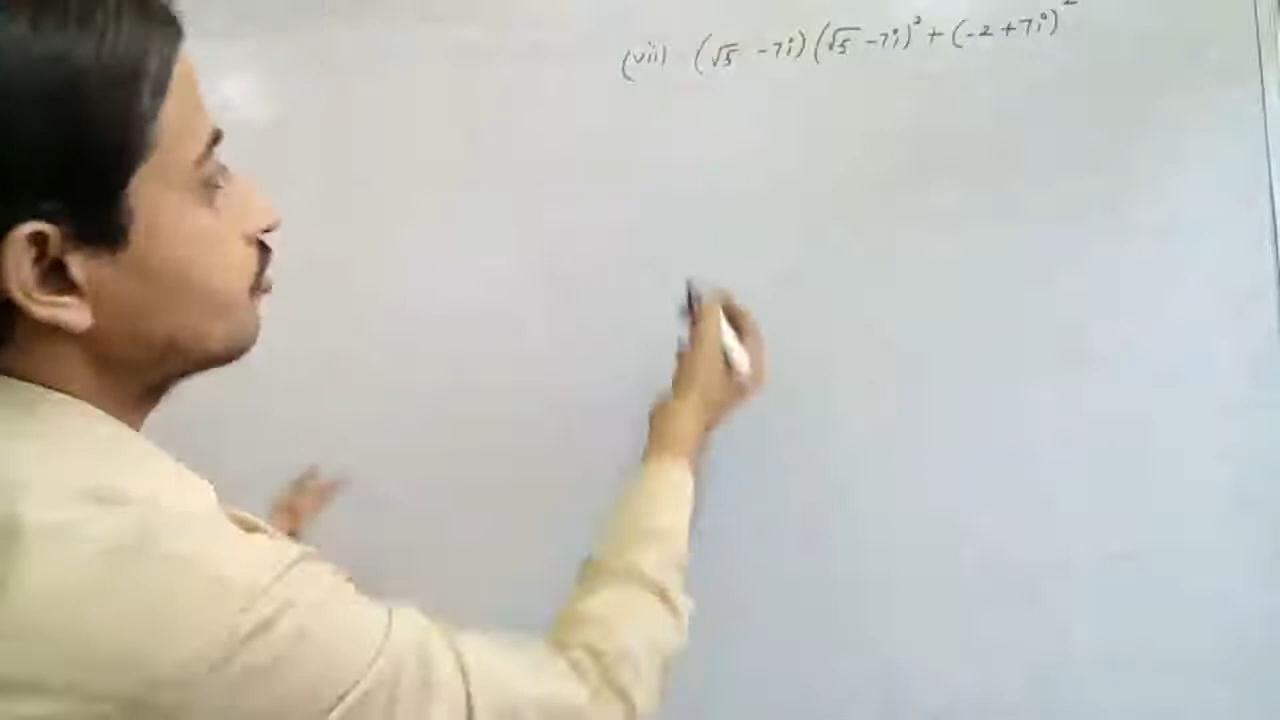 (vii) (√5 -7i)(√5 -7i)² + (-2 +7i)²